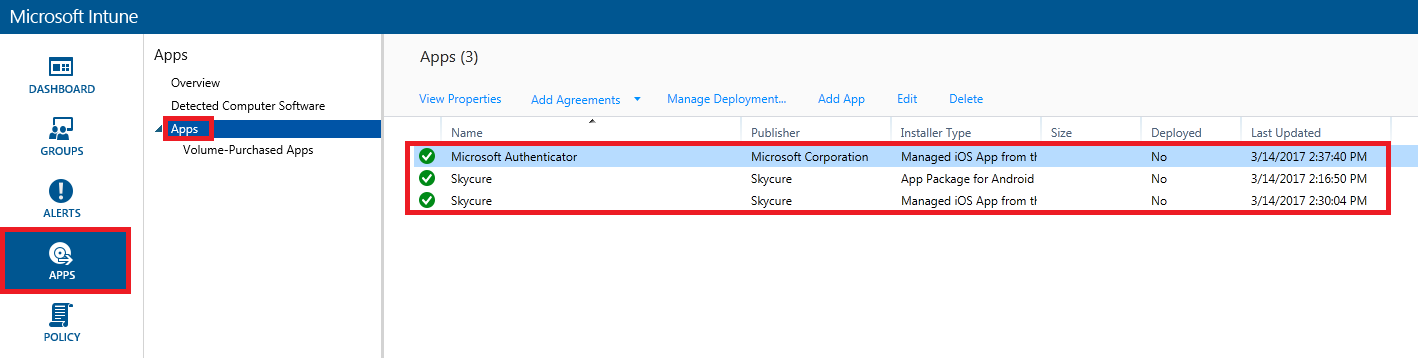 Microsoft Intune
DASHBOARD
GROUPS
ALERTS
APPS
POLICY
Apps
Overview
Detected Computer Software
Apps
Volume-Purchased Apps
Apps (3)
View Properties Add Agreements Manage Deployment... Add App Edit Delete
Name Publisher Installer Type Size Deployed Last Updated
Microsoft Authenticator Microsoft Corporation Managed iOS App from th No 3/14/2017 2:37:40 PM
Skycure Skycure App Package for Android No 3/14/2017 2:16:50 PM
Skycure Skycure Managed iOS App from th No 3/14/2017 2:30:04 PM